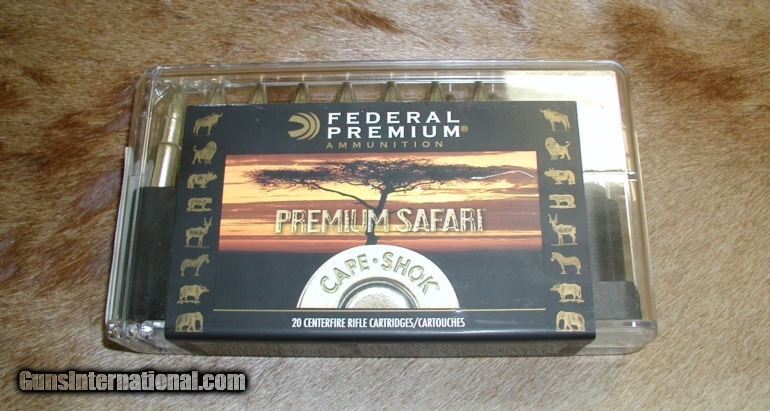 FEDERAL
PREMIUM®
AMMUNITION
PREMIUM SAFARI
CAPE•SHOK
20 CENTERFIRE RIFLE CARTRIDGES/CARTOUCHES
GunsInternational.com